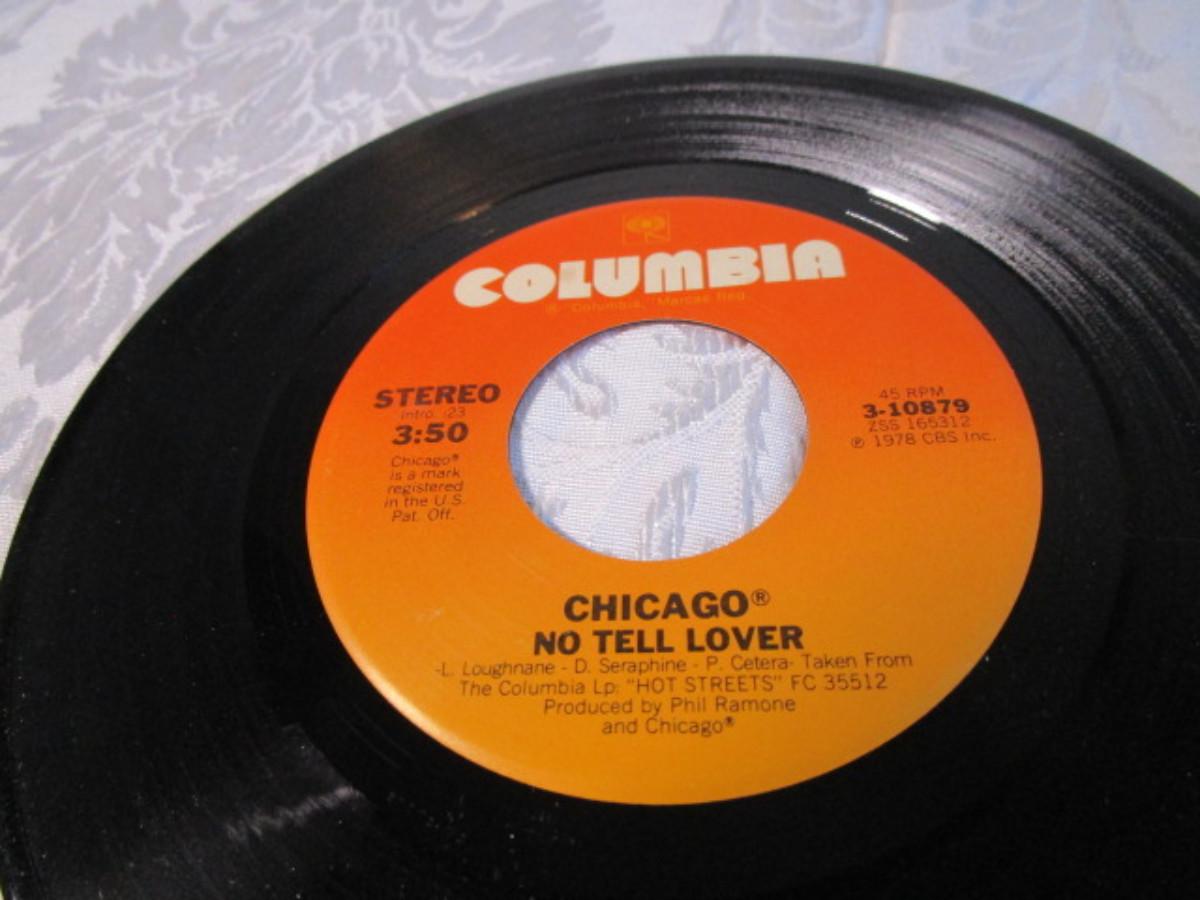 COLUMBIA
® "Columbia," Marcas Reg.
STEREO
intro. :23
3:50
Chicago®
is a mark
registered
in the U.S.
Pat. Off.
45 RPM
3-10879
ZSS 165312
℗ 1978 CBS Inc.
CHICAGO®
NO TELL LOVER
-L. Loughnane - D. Seraphine - P. Cetera- Taken From
The Columbia Lp: "HOT STREETS" FC 35512
Produced by Phil Ramone
and Chicago®